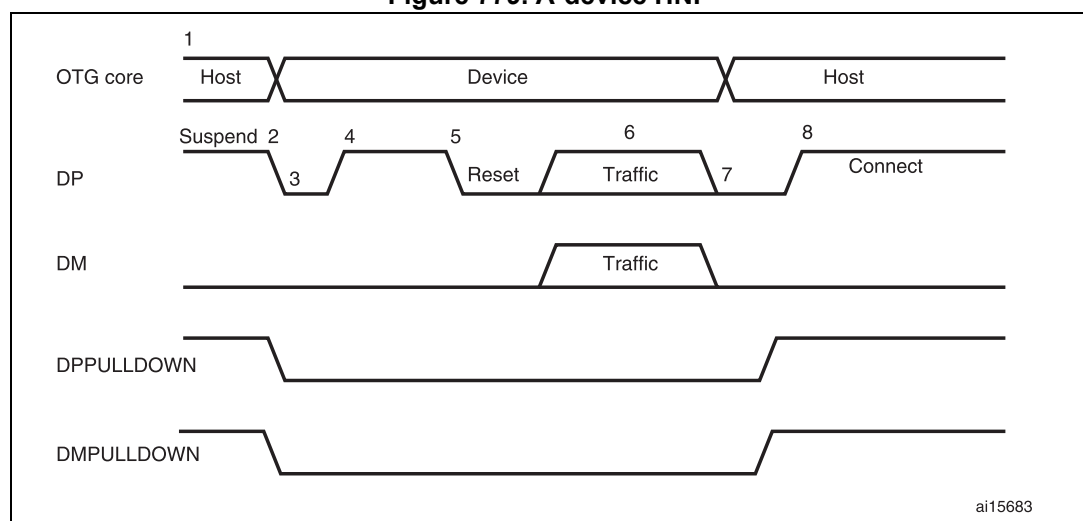 Figure 779. A-device HNP
1
OTG core Host Device Host
Suspend 2 4 5 6 8
DP 3 Reset Traffic 7 Connect
DM Traffic
DPPULLDOWN
DMPULLDOWN
ai15683